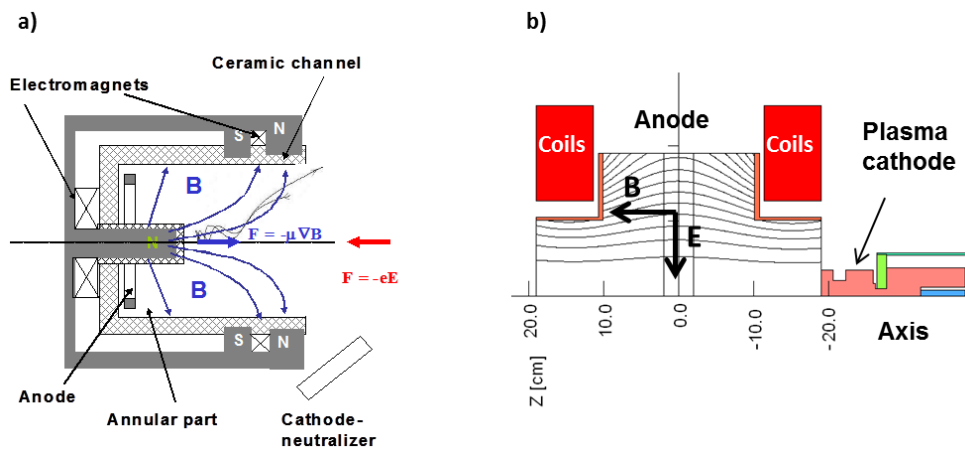 a)
Ceramic channel
Electromagnets
S
N
B
N
F = -μ∇B
F = -eE
B
S
N
Anode
Annular part
Cathode-
neutralizer
b)
Anode
Coils
Coils
Plasma
cathode
B
E
Axis
20.0
10.0
0.0
-10.0
-20.0
Z [cm]